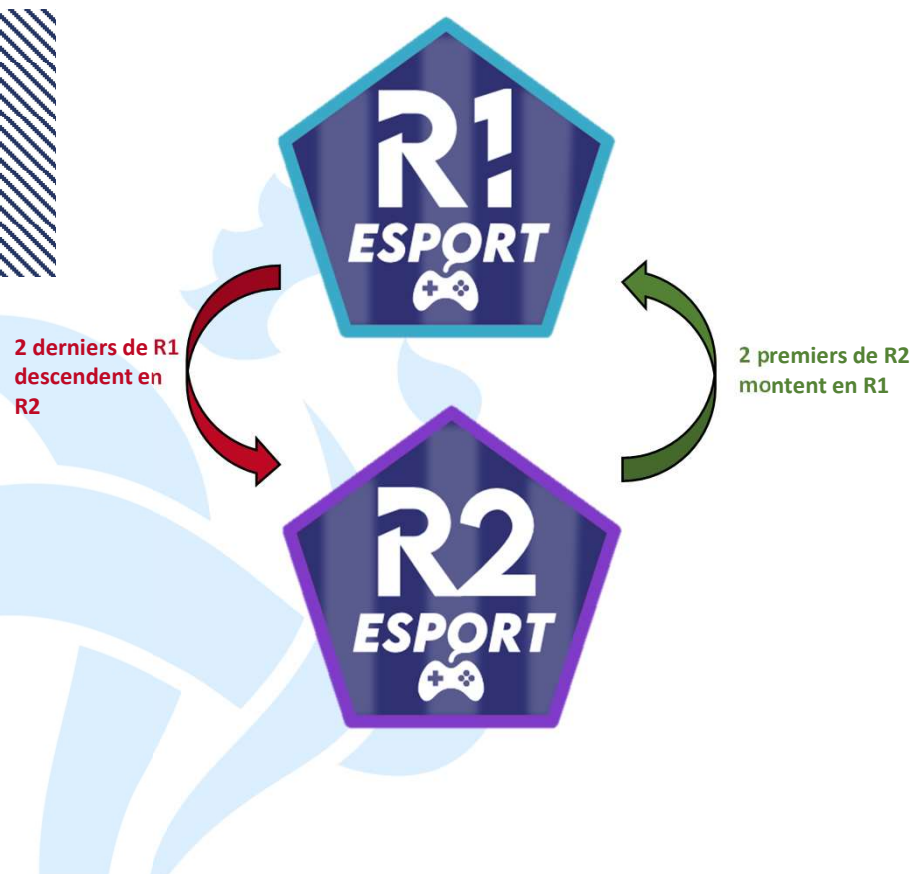 R1
ESPORT
2 derniers de R1
descendent en
R2
2 premiers de R2
montent en R1
R2
ESPORT